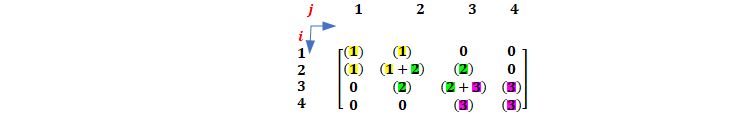 j 1 2 3 4
i
1 (1) (1) 0 0
2 (1) (1 + 2) (2) 0
3 0 (2) (2 + 3) (3)
4 0 0 (3) (3)